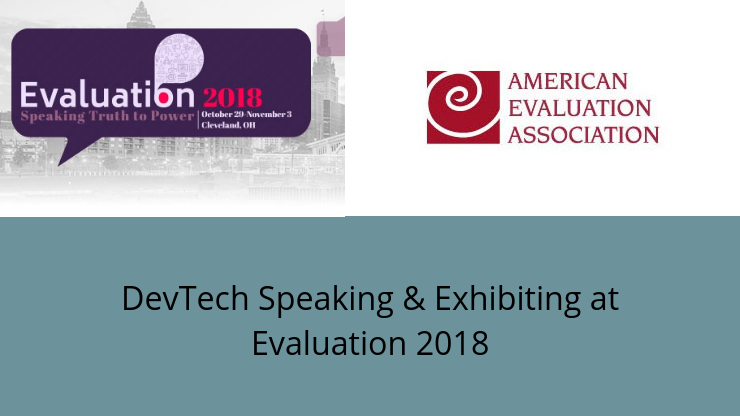 Evaluation 2018
Speaking Truth to Power
October 29-November 3
Cleveland, OH
AMERICAN
EVALUATION
ASSOCIATION
DevTech Speaking & Exhibiting at
Evaluation 2018